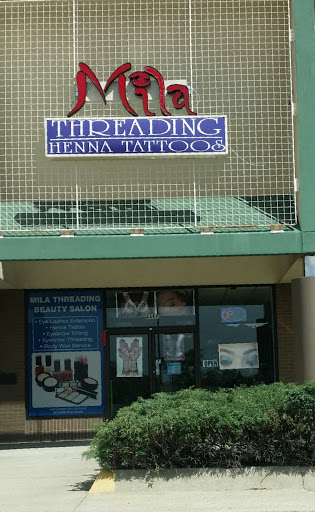 Mila
THREADING
HENNA TATTOOS
MILA THREADING
BEAUTY SALON
• Eye Lashes Extension
• Henna Tattoo
• Eyebrow Tinting
• Eyebrow Threading
• Body Wax Service
OPEN